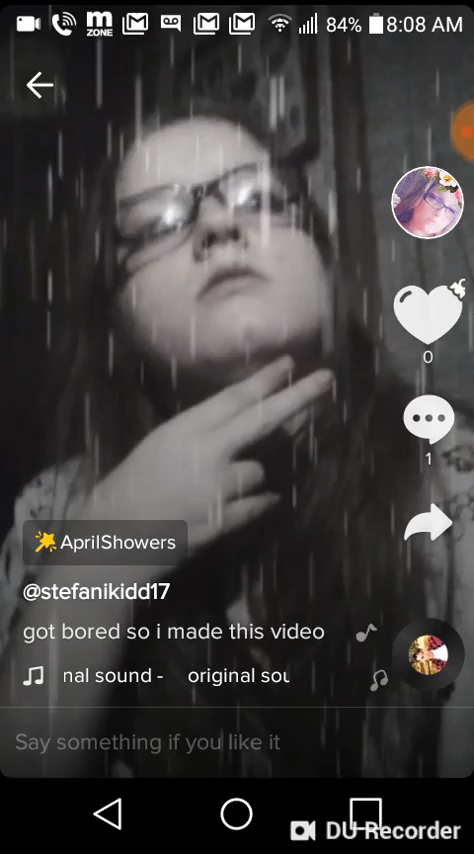 m
ZONE
84%
8:08 AM
0
1
AprilShowers
@stefanikidd17
got bored so i made this video
nal sound - original sou
Say something if you like it
DU Recorder